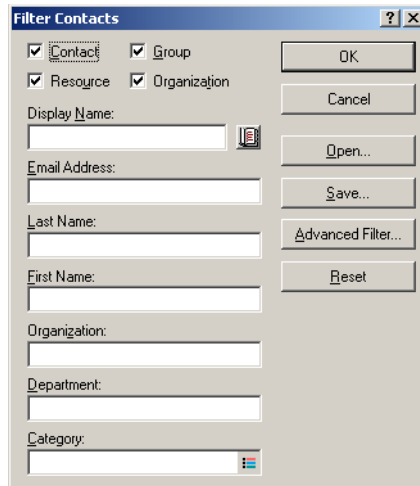 Filter Contacts
Contact Group OK
Resource Organization
Cancel
Display Name:
Open...
Email Address:
Save...
Last Name:
Advanced Filter...
First Name:
Reset
Organization:
Department:
Category: